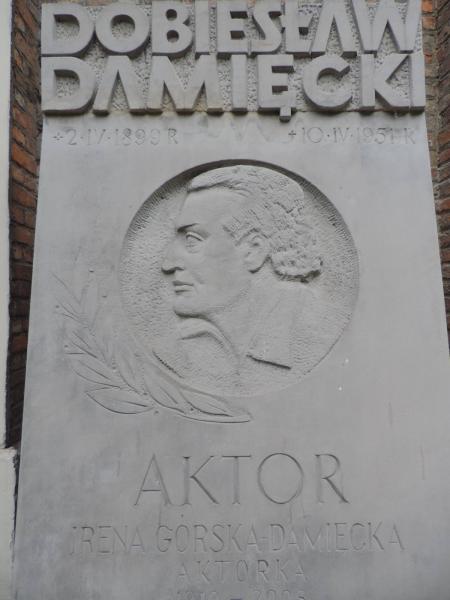 DOBIESŁAW
DAMIĘCKI
*2·IV·1899 R +10·IV·1951 R
AKTOR
IRENA GÓRSKA-DAMIĘCKA
AKTORKA